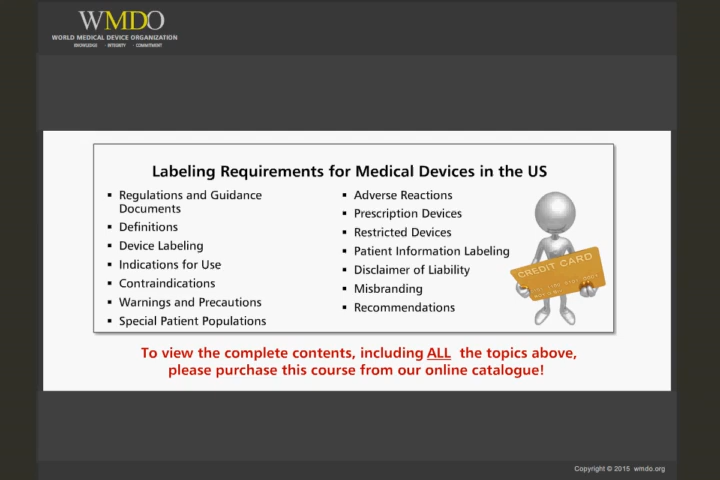 WMDO
WORLD MEDICAL DEVICE ORGANIZATION
KNOWLEDGE · INTEGRITY · COMMITMENT
Labeling Requirements for Medical Devices in the US
▪ Regulations and Guidance
Documents
▪ Definitions
▪ Device Labeling
▪ Indications for Use
▪ Contraindications
▪ Warnings and Precautions
▪ Special Patient Populations
▪ Adverse Reactions
▪ Prescription Devices
▪ Restricted Devices
▪ Patient Information Labeling
▪ Disclaimer of Liability
▪ Misbranding
▪ Recommendations
CREDIT CARD
To view the complete contents, including ALL the topics above,
please purchase this course from our online catalogue!
Copyright © 2015 wmdo.org